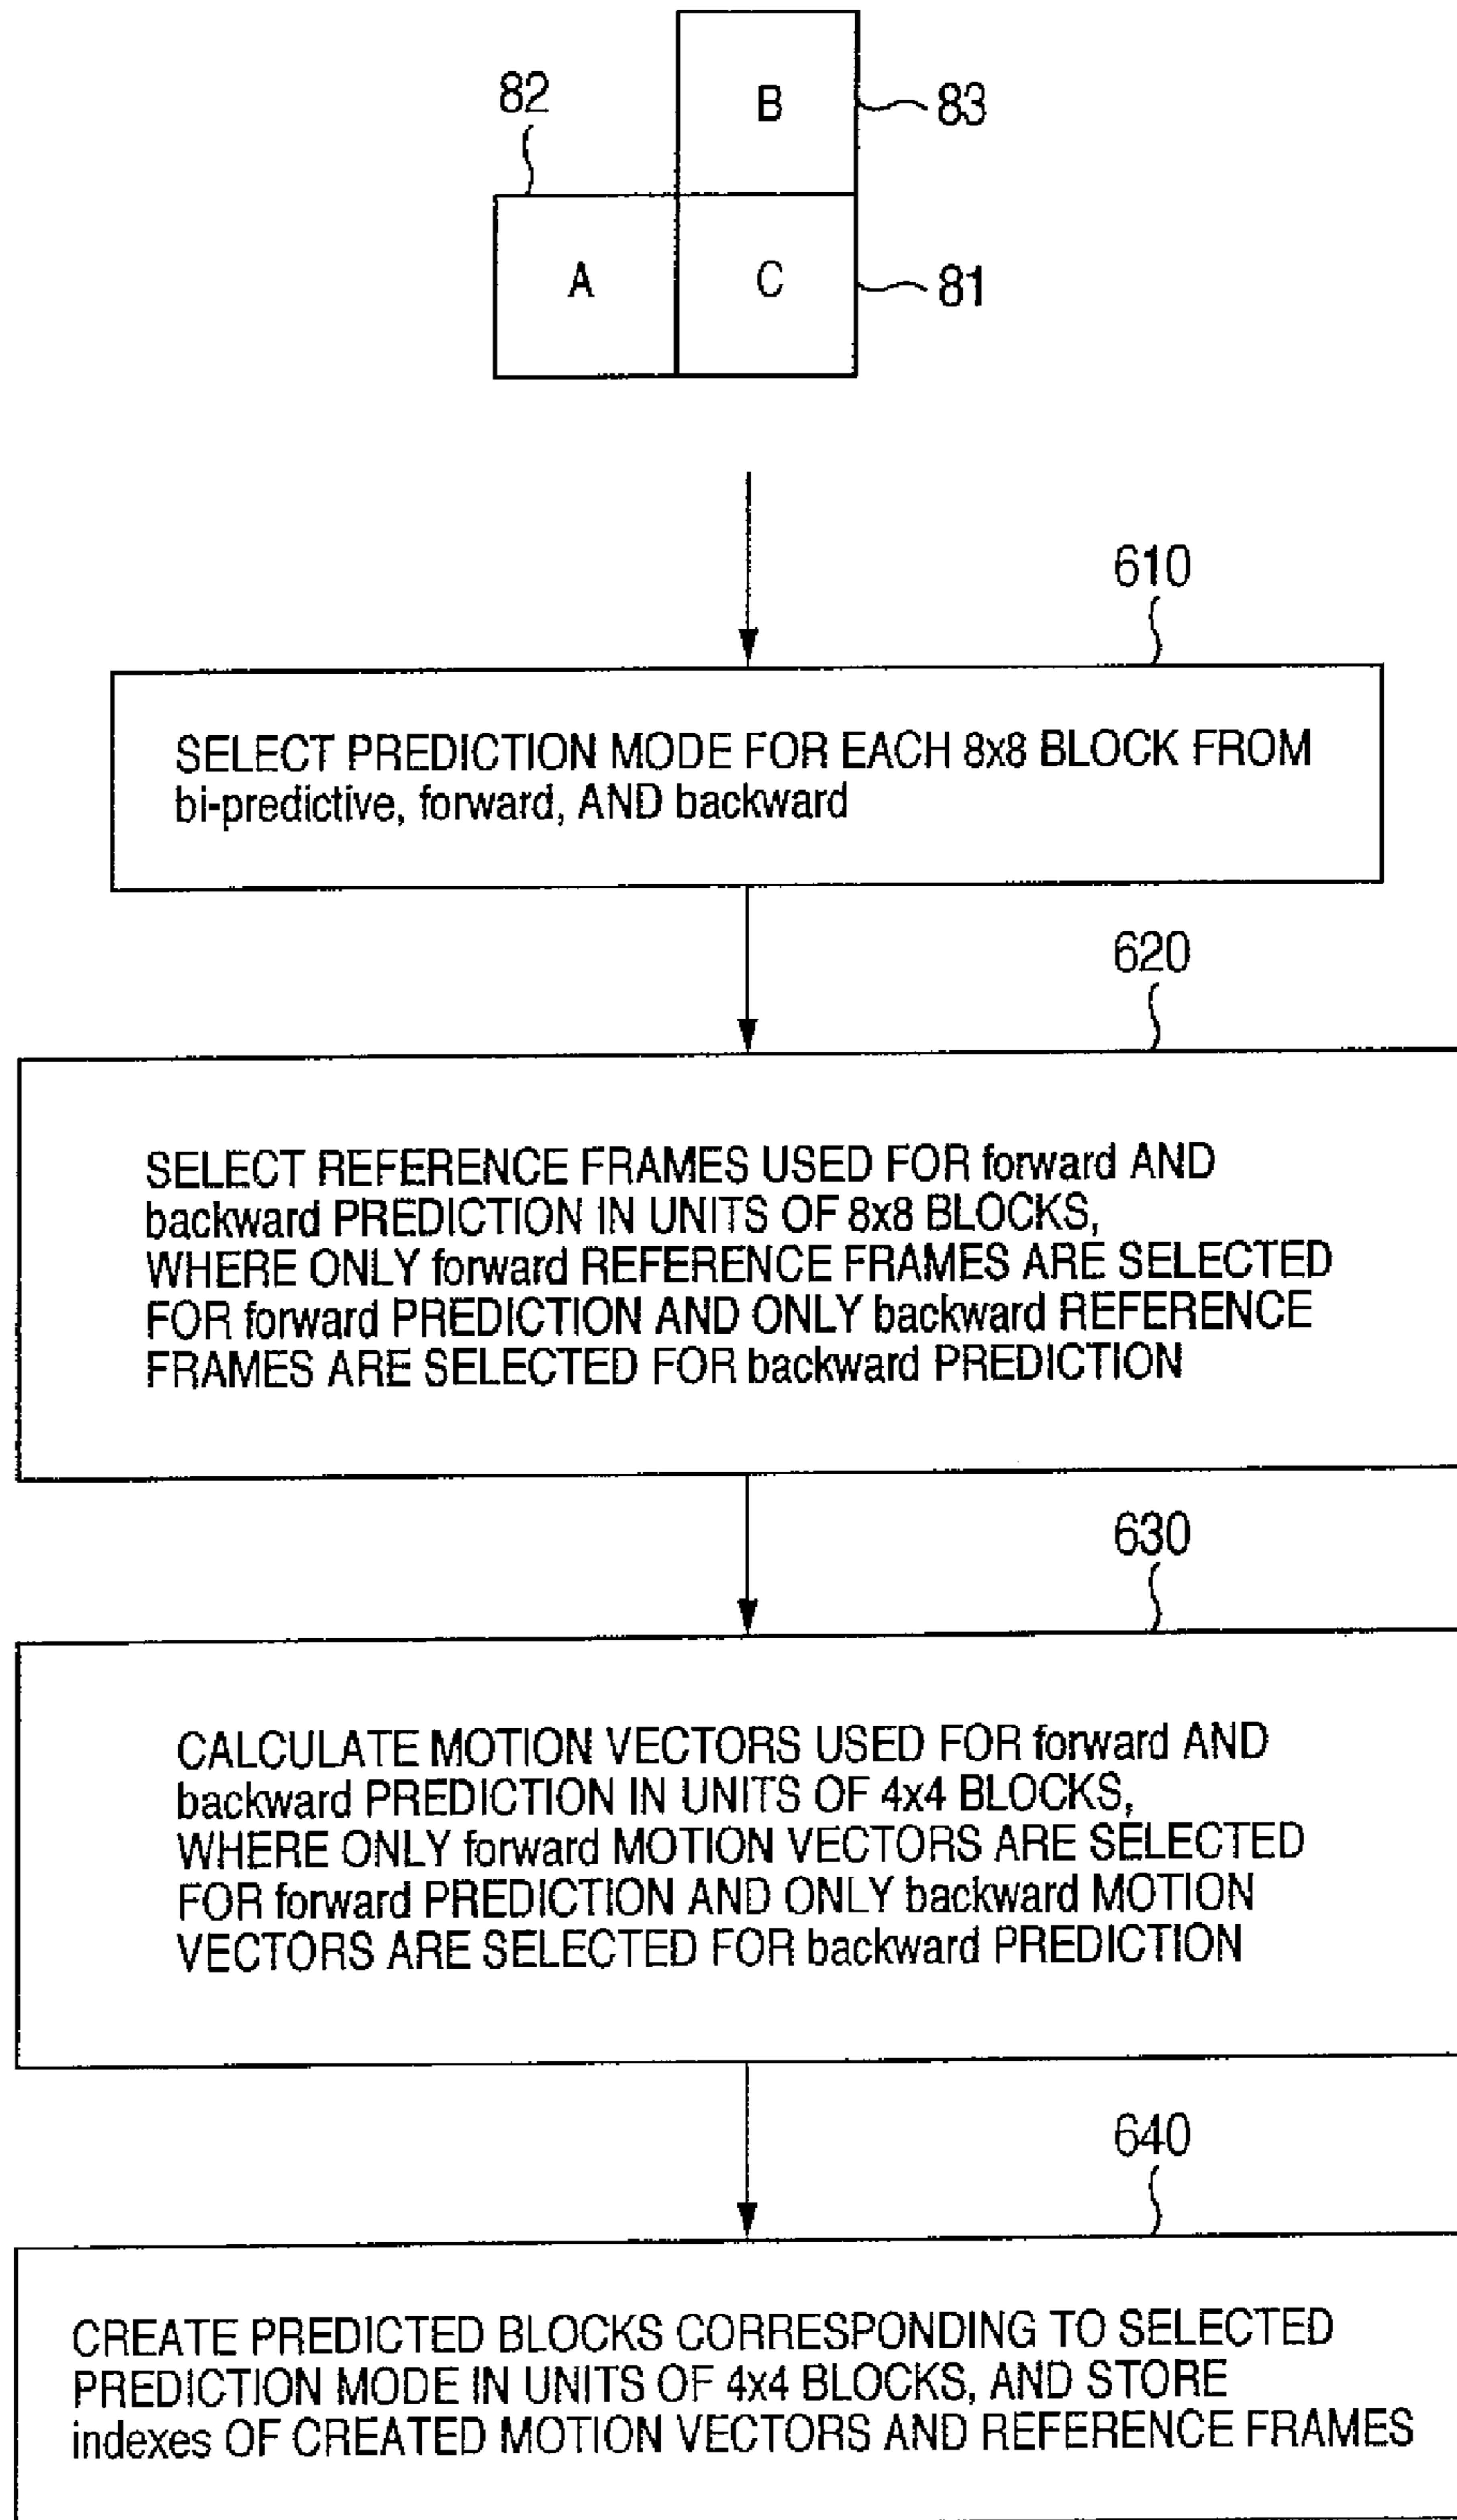 82
B
83
A
C
81
610
SELECT PREDICTION MODE FOR EACH 8x8 BLOCK FROM
bi-predictive, forward, AND backward
620
SELECT REFERENCE FRAMES USED FOR forward AND
backward PREDICTION IN UNITS OF 8x8 BLOCKS,
WHERE ONLY forward REFERENCE FRAMES ARE SELECTED
FOR forward PREDICTION AND ONLY backward REFERENCE
FRAMES ARE SELECTED FOR backward PREDICTION
630
CALCULATE MOTION VECTORS USED FOR forward AND
backward PREDICTION IN UNITS OF 4x4 BLOCKS,
WHERE ONLY forward MOTION VECTORS ARE SELECTED
FOR forward PREDICTION AND ONLY backward MOTION
VECTORS ARE SELECTED FOR backward PREDICTION
640
CREATE PREDICTED BLOCKS CORRESPONDING TO SELECTED
PREDICTION MODE IN UNITS OF 4x4 BLOCKS, AND STORE
indexes OF CREATED MOTION VECTORS AND REFERENCE FRAMES